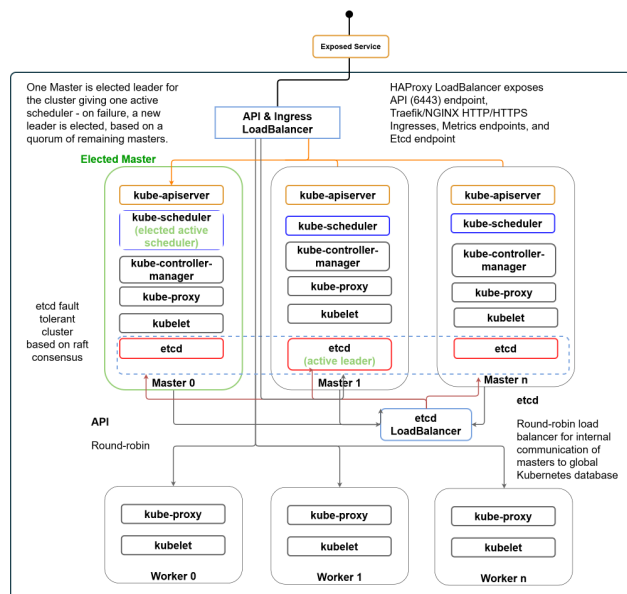 Exposed Service
One Master is elected leader for
the cluster giving one active
scheduler - on failure, a new
leader is elected, based on a
quorum of remaining masters.
API & Ingress
LoadBalancer
HAProxy LoadBalancer exposes
API (6443) endpoint,
Traefik/NGINX HTTP/HTTPS
Ingresses, Metrics endpoints, and
Etcd endpoint
Elected Master
kube-apiserver
kube-scheduler
(elected active
scheduler)
kube-controller-
manager
kube-proxy
kubelet
etcd
Master 0
kube-apiserver
kube-scheduler
kube-controller-
manager
kube-proxy
kubelet
etcd
(active leader)
Master 1
kube-apiserver
kube-scheduler
kube-controller-
manager
kube-proxy
kubelet
etcd
Master n
etcd fault
tolerant
cluster
based on raft
consensus
API
Round-robin
etcd
LoadBalancer
etcd
Round-robin load
balancer for internal
communication of
masters to global
Kubernetes database
kube-proxy
kubelet
Worker 0
kube-proxy
kubelet
Worker 1
kube-proxy
kubelet
Worker n